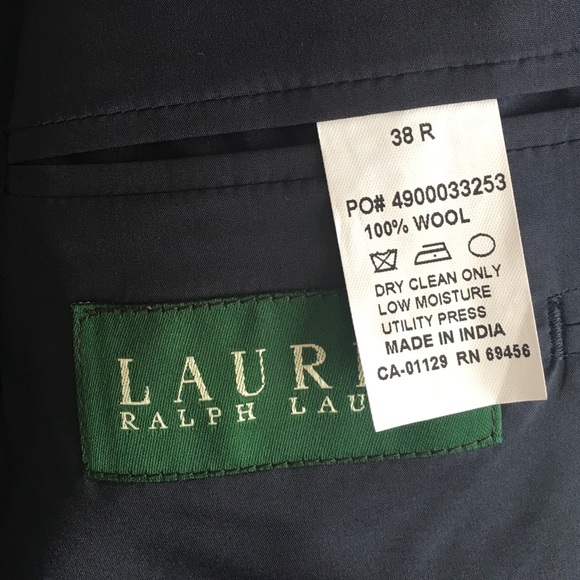 38 R
PO# 4900033253
100% WOOL
DRY CLEAN ONLY
LOW MOISTURE
UTILITY PRESS
MADE IN INDIA
CA-01129 RN 69456
LAUR
RALPH LAU